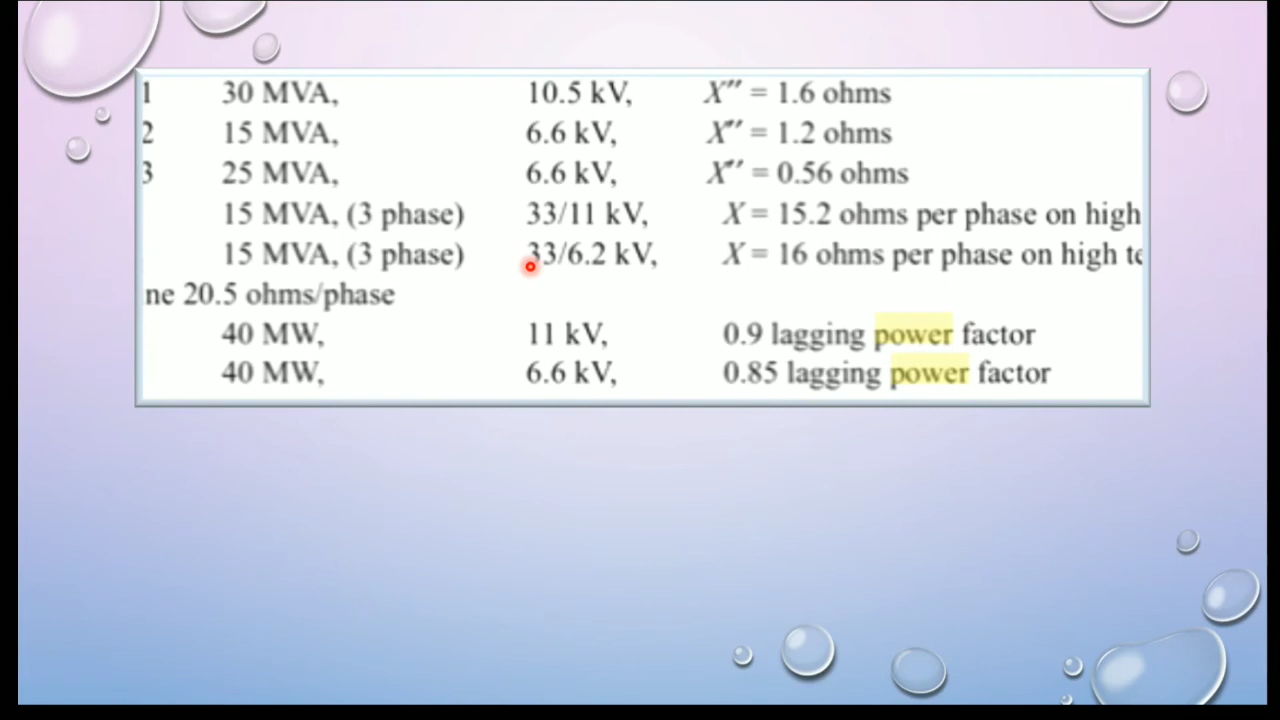 1 30 MVA, 10.5 kV, X″ = 1.6 ohms
2 15 MVA, 6.6 kV, X″ = 1.2 ohms
3 25 MVA, 6.6 kV, X″ = 0.56 ohms
15 MVA, (3 phase) 33/11 kV, X = 15.2 ohms per phase on high
15 MVA, (3 phase) 33/6.2 kV, X = 16 ohms per phase on high te
ne 20.5 ohms/phase
40 MW, 11 kV, 0.9 lagging power factor
40 MW, 6.6 kV, 0.85 lagging power factor